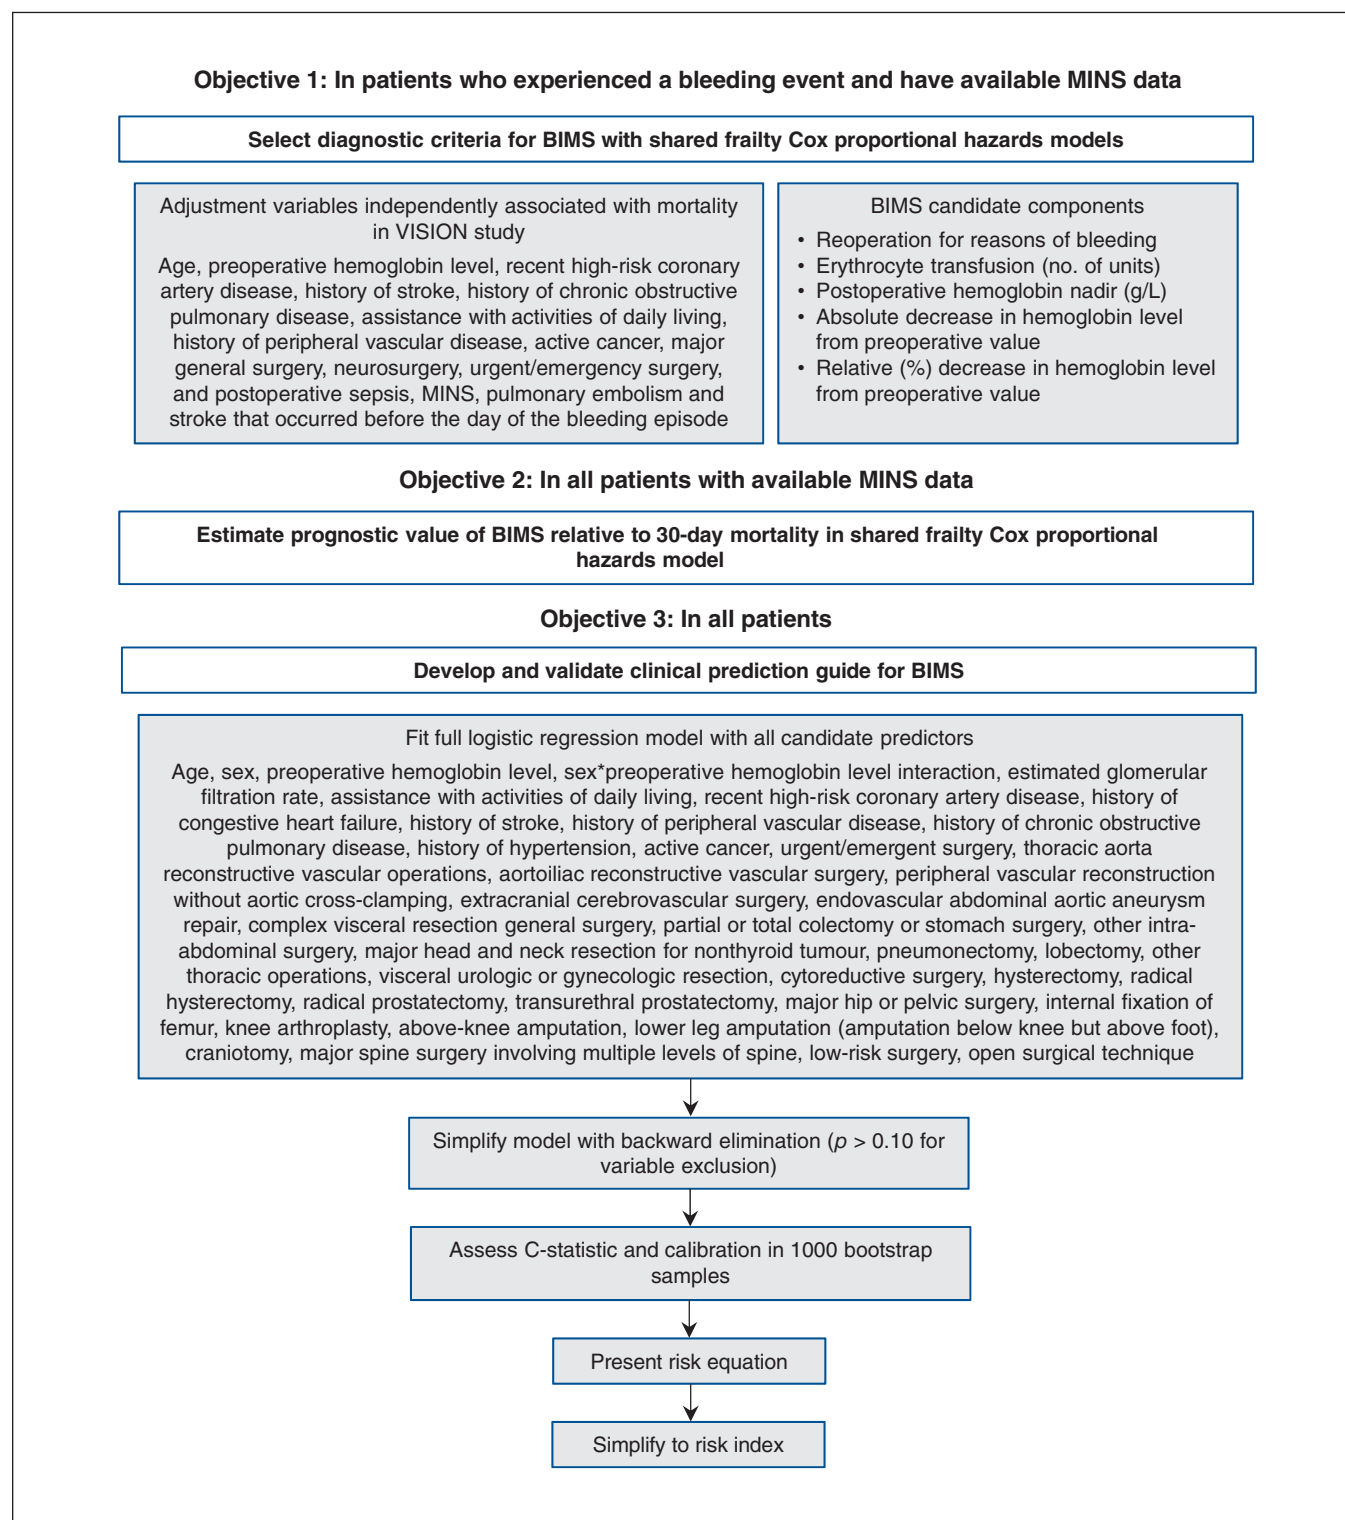 Objective 1: In patients who experienced a bleeding event and have available MINS data
Select diagnostic criteria for BIMS with shared frailty Cox proportional hazards models
Adjustment variables independently associated with mortality
in VISION study
Age, preoperative hemoglobin level, recent high-risk coronary
artery disease, history of stroke, history of chronic obstructive
pulmonary disease, assistance with activities of daily living,
history of peripheral vascular disease, active cancer, major
general surgery, neurosurgery, urgent/emergency surgery,
and postoperative sepsis, MINS, pulmonary embolism and
stroke that occurred before the day of the bleeding episode
BIMS candidate components
• Reoperation for reasons of bleeding
• Erythrocyte transfusion (no. of units)
• Postoperative hemoglobin nadir (g/L)
• Absolute decrease in hemoglobin level
from preoperative value
• Relative (%) decrease in hemoglobin level
from preoperative value
Objective 2: In all patients with available MINS data
Estimate prognostic value of BIMS relative to 30-day mortality in shared frailty Cox proportional
hazards model
Objective 3: In all patients
Develop and validate clinical prediction guide for BIMS
Fit full logistic regression model with all candidate predictors
Age, sex, preoperative hemoglobin level, sex*preoperative hemoglobin level interaction, estimated glomerular
filtration rate, assistance with activities of daily living, recent high-risk coronary artery disease, history of
congestive heart failure, history of stroke, history of peripheral vascular disease, history of chronic obstructive
pulmonary disease, history of hypertension, active cancer, urgent/emergent surgery, thoracic aorta
reconstructive vascular operations, aortoiliac reconstructive vascular surgery, peripheral vascular reconstruction
without aortic cross-clamping, extracranial cerebrovascular surgery, endovascular abdominal aortic aneurysm
repair, complex visceral resection general surgery, partial or total colectomy or stomach surgery, other intra-
abdominal surgery, major head and neck resection for nonthyroid tumour, pneumonectomy, lobectomy, other
thoracic operations, visceral urologic or gynecologic resection, cytoreductive surgery, hysterectomy, radical
hysterectomy, radical prostatectomy, transurethral prostatectomy, major hip or pelvic surgery, internal fixation of
femur, knee arthroplasty, above-knee amputation, lower leg amputation (amputation below knee but above foot),
craniotomy, major spine surgery involving multiple levels of spine, low-risk surgery, open surgical technique
Simplify model with backward elimination (p > 0.10 for
variable exclusion)
Assess C-statistic and calibration in 1000 bootstrap
samples
Present risk equation
Simplify to risk index